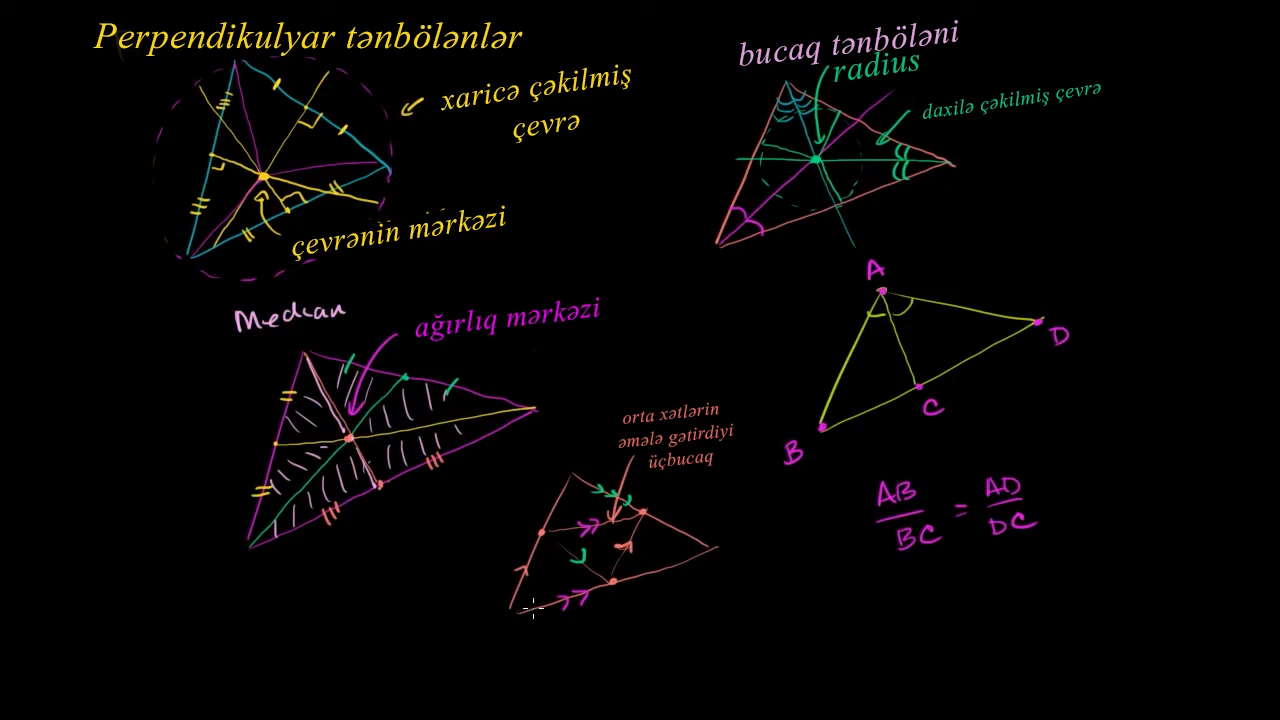 Perpendikulyar tənbölənlər
xaricə çəkilmiş
çevrə
çevrənin mərkəzi
bucaq tənböləni
radius
daxilə çəkilmiş çevrə
Median
ağırlıq mərkəzi
orta xətlərin
əmələ gətirdiyi
üçbucaq
A
B
C
D
AB/BC = AD/DC